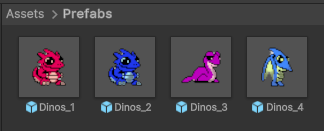 Assets > Prefabs
Dinos_1 Dinos_2 Dinos_3 Dinos_4